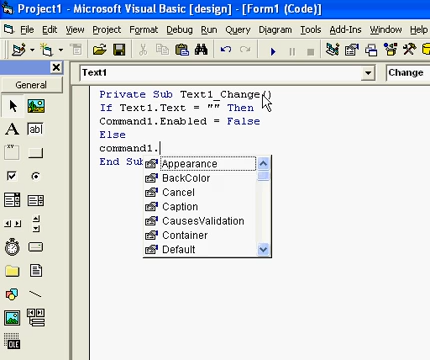 Project1 - Microsoft Visual Basic [design] - [Form1 (Code)]
File Edit View Project Format Debug Run Query Diagram Tools Add-Ins Window Help
General
Text1
Change
Private Sub Text1_Change()
If Text1.Text = "" Then
Command1.Enabled = False
Else
command1.
End Sub
Appearance
BackColor
Cancel
Caption
CausesValidation
Container
Default
A
ab
OLE